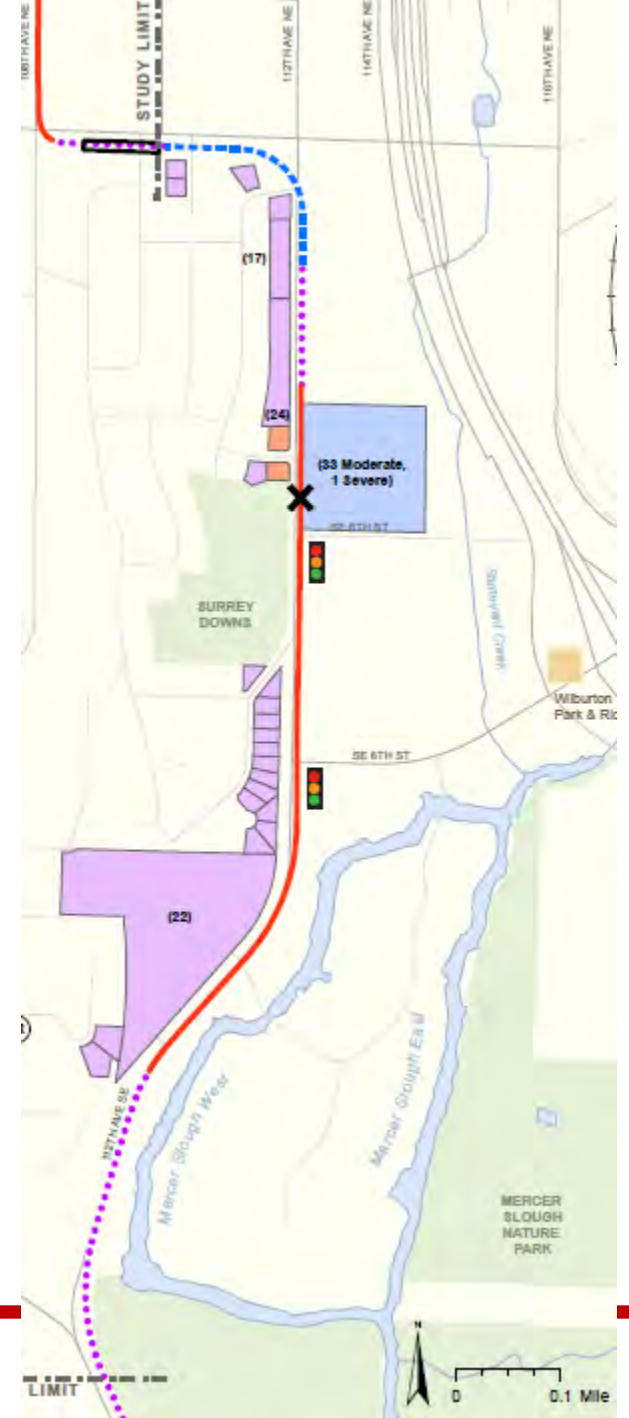 108TH AVE NE
STUDY LIMIT
112TH AVE NE
114TH AVE NE
116TH AVE NE
(17)
(24)
(33 Moderate,
1 Severe)
SE 6TH ST
SURREY
DOWNS
Sturtevant Creek
Wilburton
Park & Ric
SE 8TH ST
(22)
112TH AVE SE
Mercer Slough West
Mercer Slough East
MERCER
SLOUGH
NATURE
PARK
LIMIT
N
0
0.1 Mile